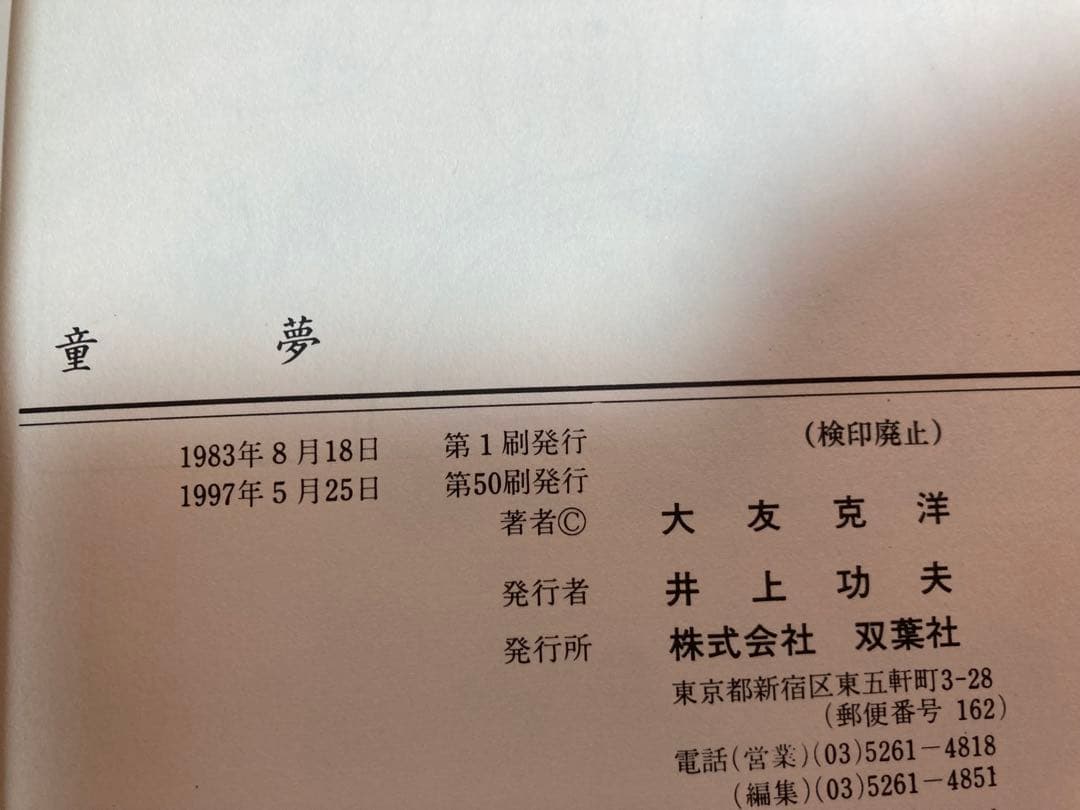 童夢
1983年8月18日 第1刷発行 (検印廃止)
1997年5月25日 第50刷発行
著者© 大友克洋
発行者 井上功夫
発行所 株式会社 双葉社
東京都新宿区東五軒町3-28
(郵便番号 162)
電話(営業)(03)5261-4818
(編集)(03)5261-4851